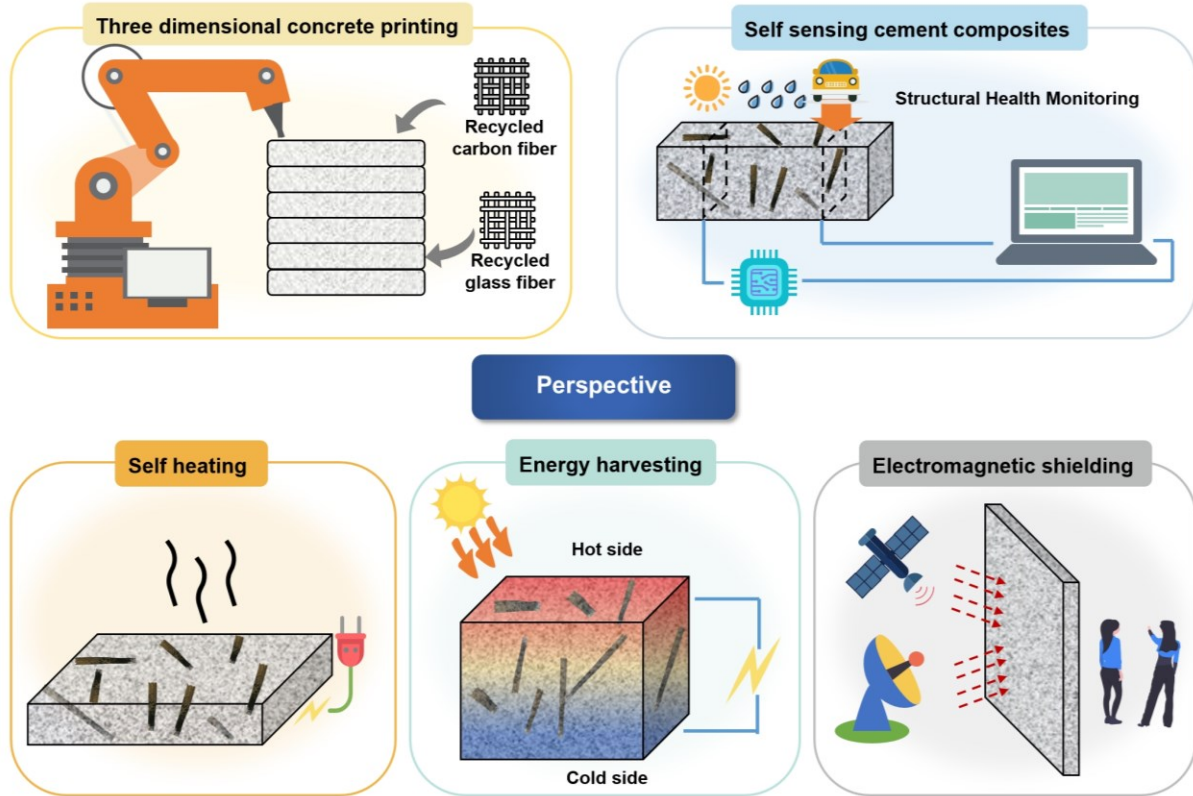 Three dimensional concrete printing
Recycled
carbon fiber
Recycled
glass fiber
Self sensing cement composites
Structural Health Monitoring
Perspective
Self heating
Energy harvesting
Hot side
Cold side
Electromagnetic shielding